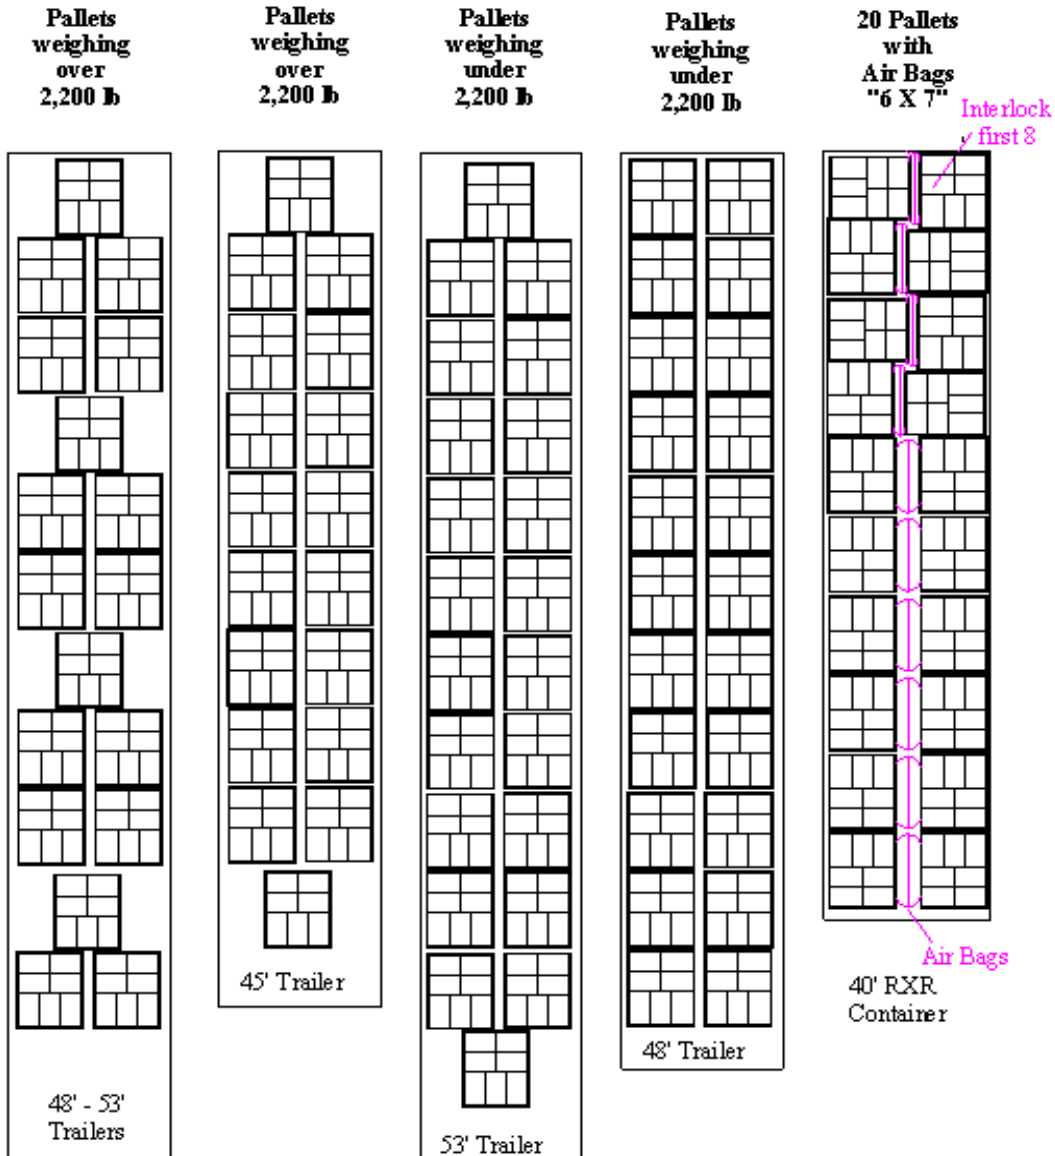 Pallets
weighing
over
2,200 lb
Pallets
weighing
over
2,200 lb
Pallets
weighing
under
2,200 lb
Pallets
weighing
under
2,200 lb
20 Pallets
with
Air Bags
"6 X 7"
Interlock
first 8
Air Bags
48' - 53'
Trailers
45' Trailer
53' Trailer
48' Trailer
40' RXR
Container